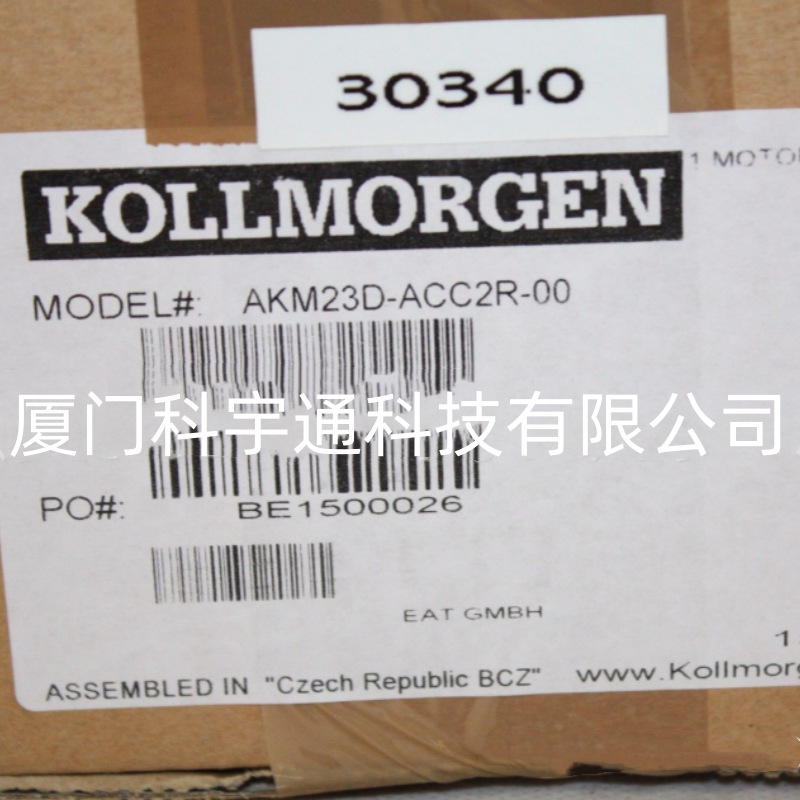 30340
1 MOTOR
KOLLMORGEN
MODEL#: AKM23D-ACC2R-00
厦门科宇通科技有限公司
PO#: BE1500026
EAT GMBH
1
ASSEMBLED IN "Czech Republic BCZ" www.Kollmorg